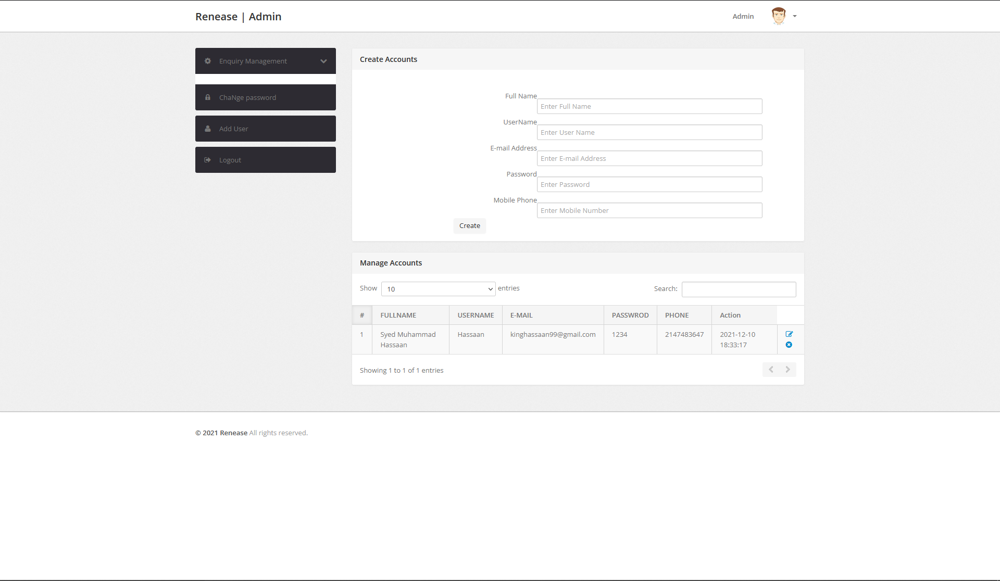 Renease | Admin
Admin
Enquiry Management
ChaNge password
Add User
Logout
Create Accounts
Full Name
Enter Full Name
UserName
Enter User Name
E-mail Address
Enter E-mail Address
Password
Enter Password
Mobile Phone
Enter Mobile Number
Create
Manage Accounts
Show 10 entries Search:
# FULLNAME USERNAME E-MAIL PASSWROD PHONE Action
1 Syed Muhammad Hassaan kinghassaan99@gmail.com 1234 2147483647 2021-12-10
Hassaan 18:33:17
Showing 1 to 1 of 1 entries
© 2021 Renease All rights reserved.